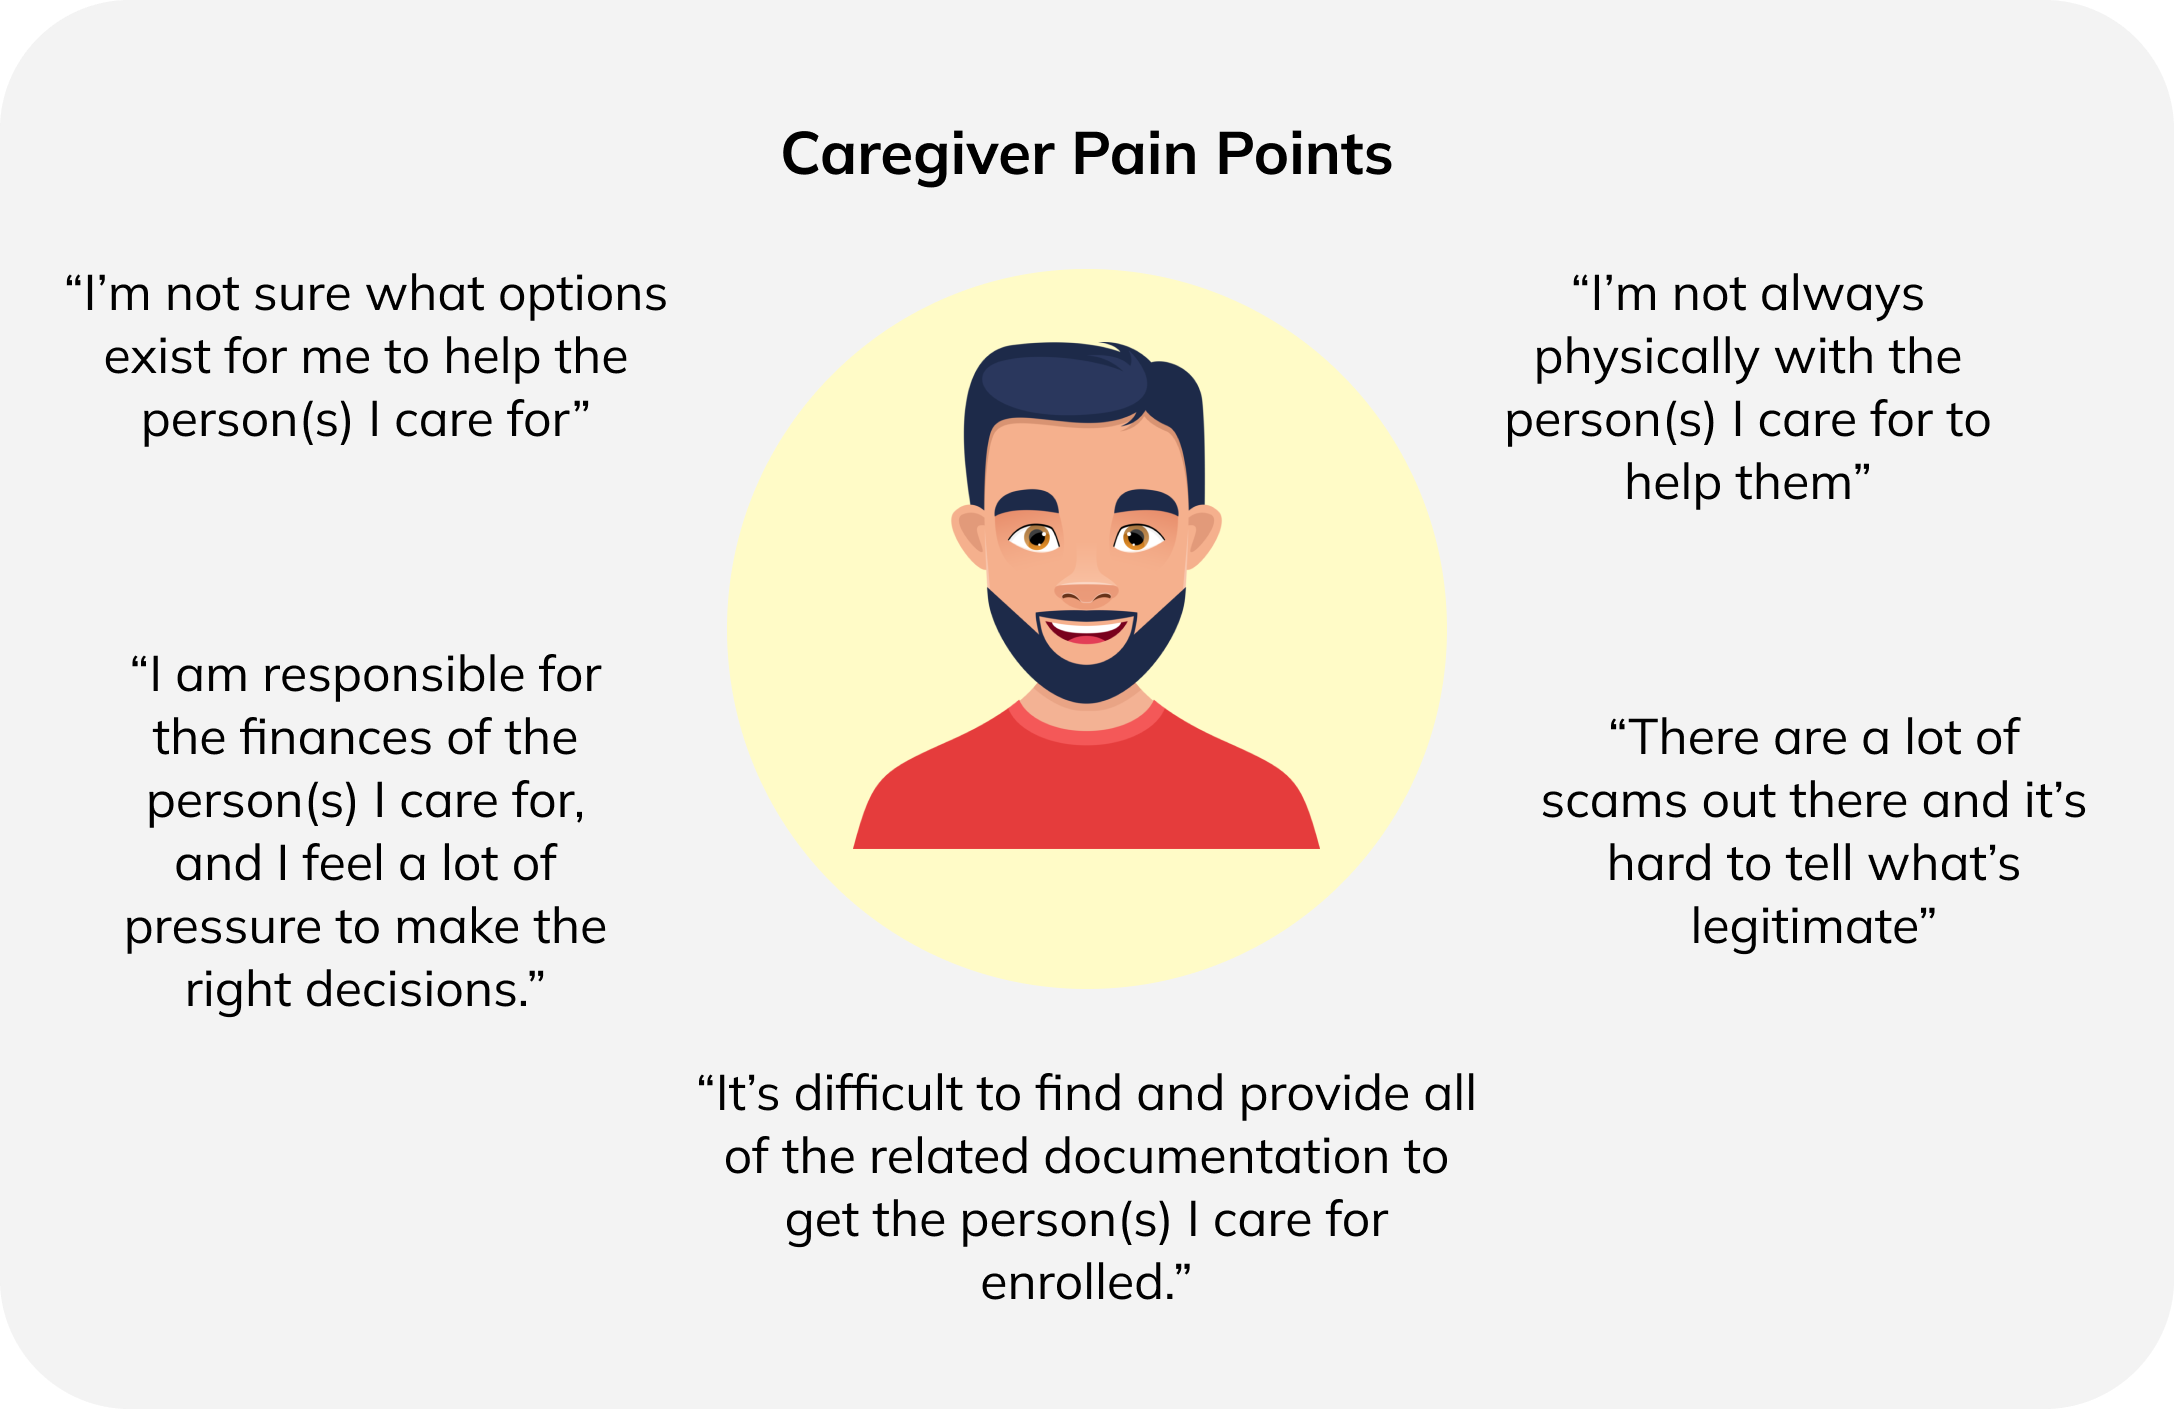 Caregiver Pain Points
“I’m not sure what options
exist for me to help the
person(s) I care for”
“I’m not always
physically with the
person(s) I care for to
help them”
“I am responsible for
the finances of the
person(s) I care for,
and I feel a lot of
pressure to make the
right decisions.”
“There are a lot of
scams out there and it’s
hard to tell what’s
legitimate”
“It’s difficult to find and provide all
of the related documentation to
get the person(s) I care for
enrolled.”